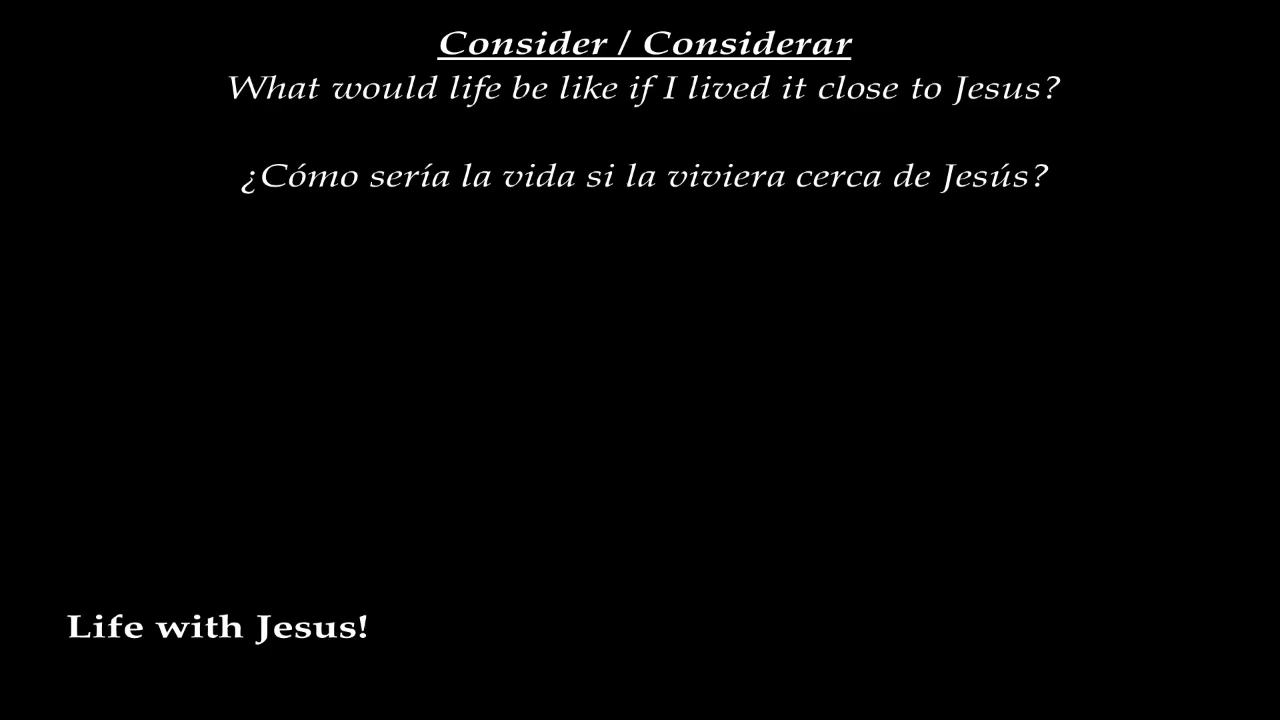 Consider / Considerar
What would life be like if I lived it close to Jesus?
¿Cómo sería la vida si la viviera cerca de Jesús?
Life with Jesus!